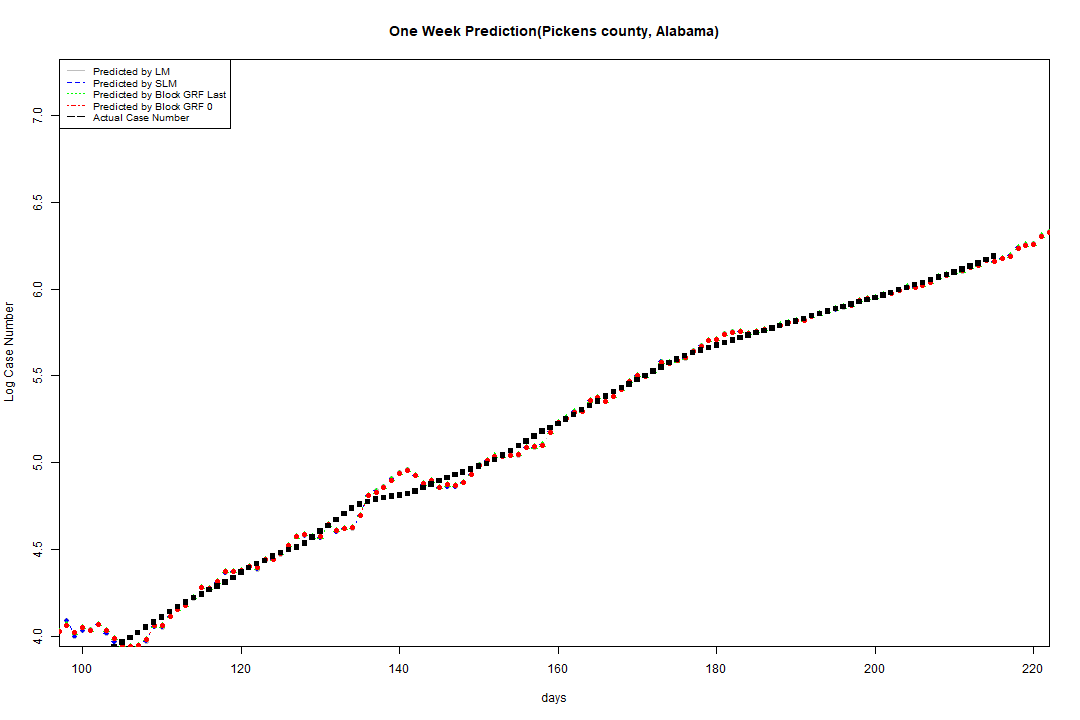 One Week Prediction(Pickens county, Alabama)
Predicted by LM
Predicted by SLM
Predicted by Block GRF Last
Predicted by Block GRF 0
Actual Case Number
7.0
6.5
6.0
5.5
5.0
4.5
4.0
Log Case Number
100 120 140 160 180 200 220
days